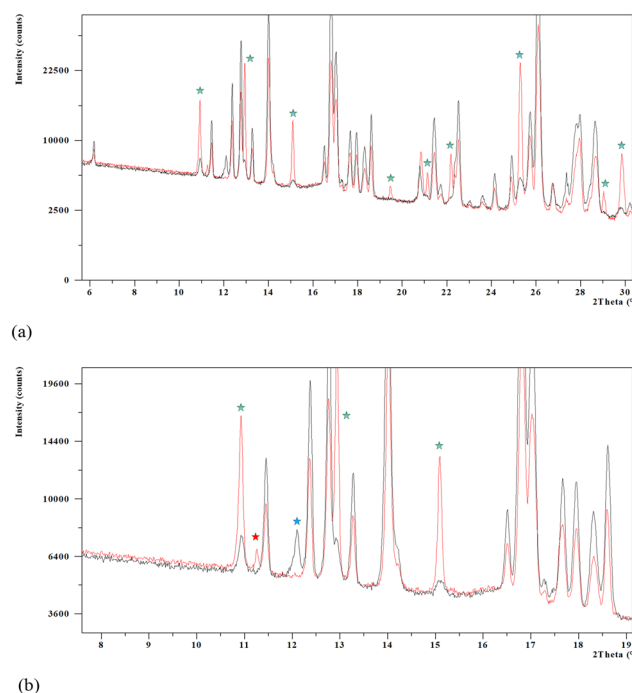 Intensity (counts)
22500
10000
2500
0
6 8 10 12 14 16 18 20 22 24 26 28 30
2Theta (°
(a)
Intensity (counts)
19600
14400
10000
6400
3600
8 9 10 11 12 13 14 15 16 17 18 19
2Theta (°
(b)